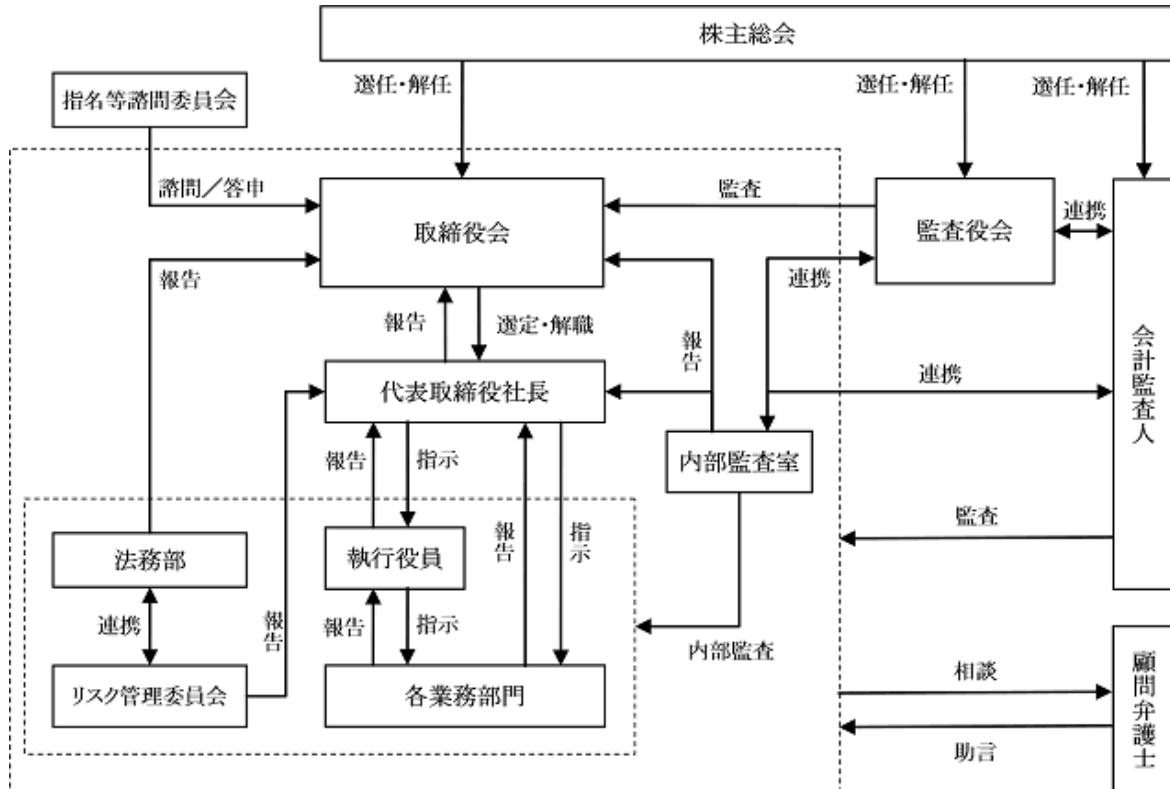 株主総会
選任・解任
選任・解任
選任・解任
指名等諮問委員会
諮問／答申
監査
取締役会
監査役会
連携
報告
連携
報告
選定・解職
報告
代表取締役社長
連携
会計監査人
報告
指示
内部監査室
報告
指示
監査
法務部
執行役員
連携
報告
報告
指示
内部監査
リスク管理委員会
各業務部門
相談
顧問弁護士
助言